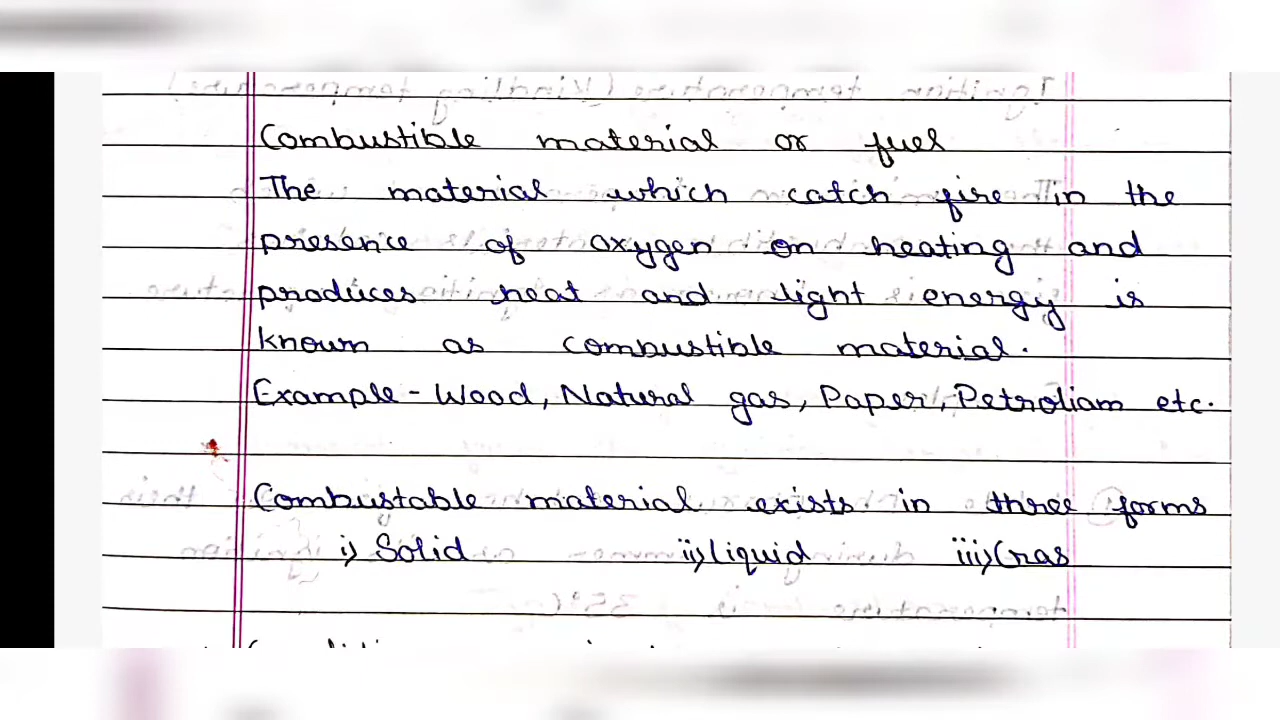 Combustible material or fuel
The material which catch fire in the
presence of oxygen on heating and
produces heat and light energy is
known as combustible material.
Example - Wood, Natural gas, Paper, Petroliam etc.
Combustable material exists in three forms
i) Solid ii) Liquid iii) Gas